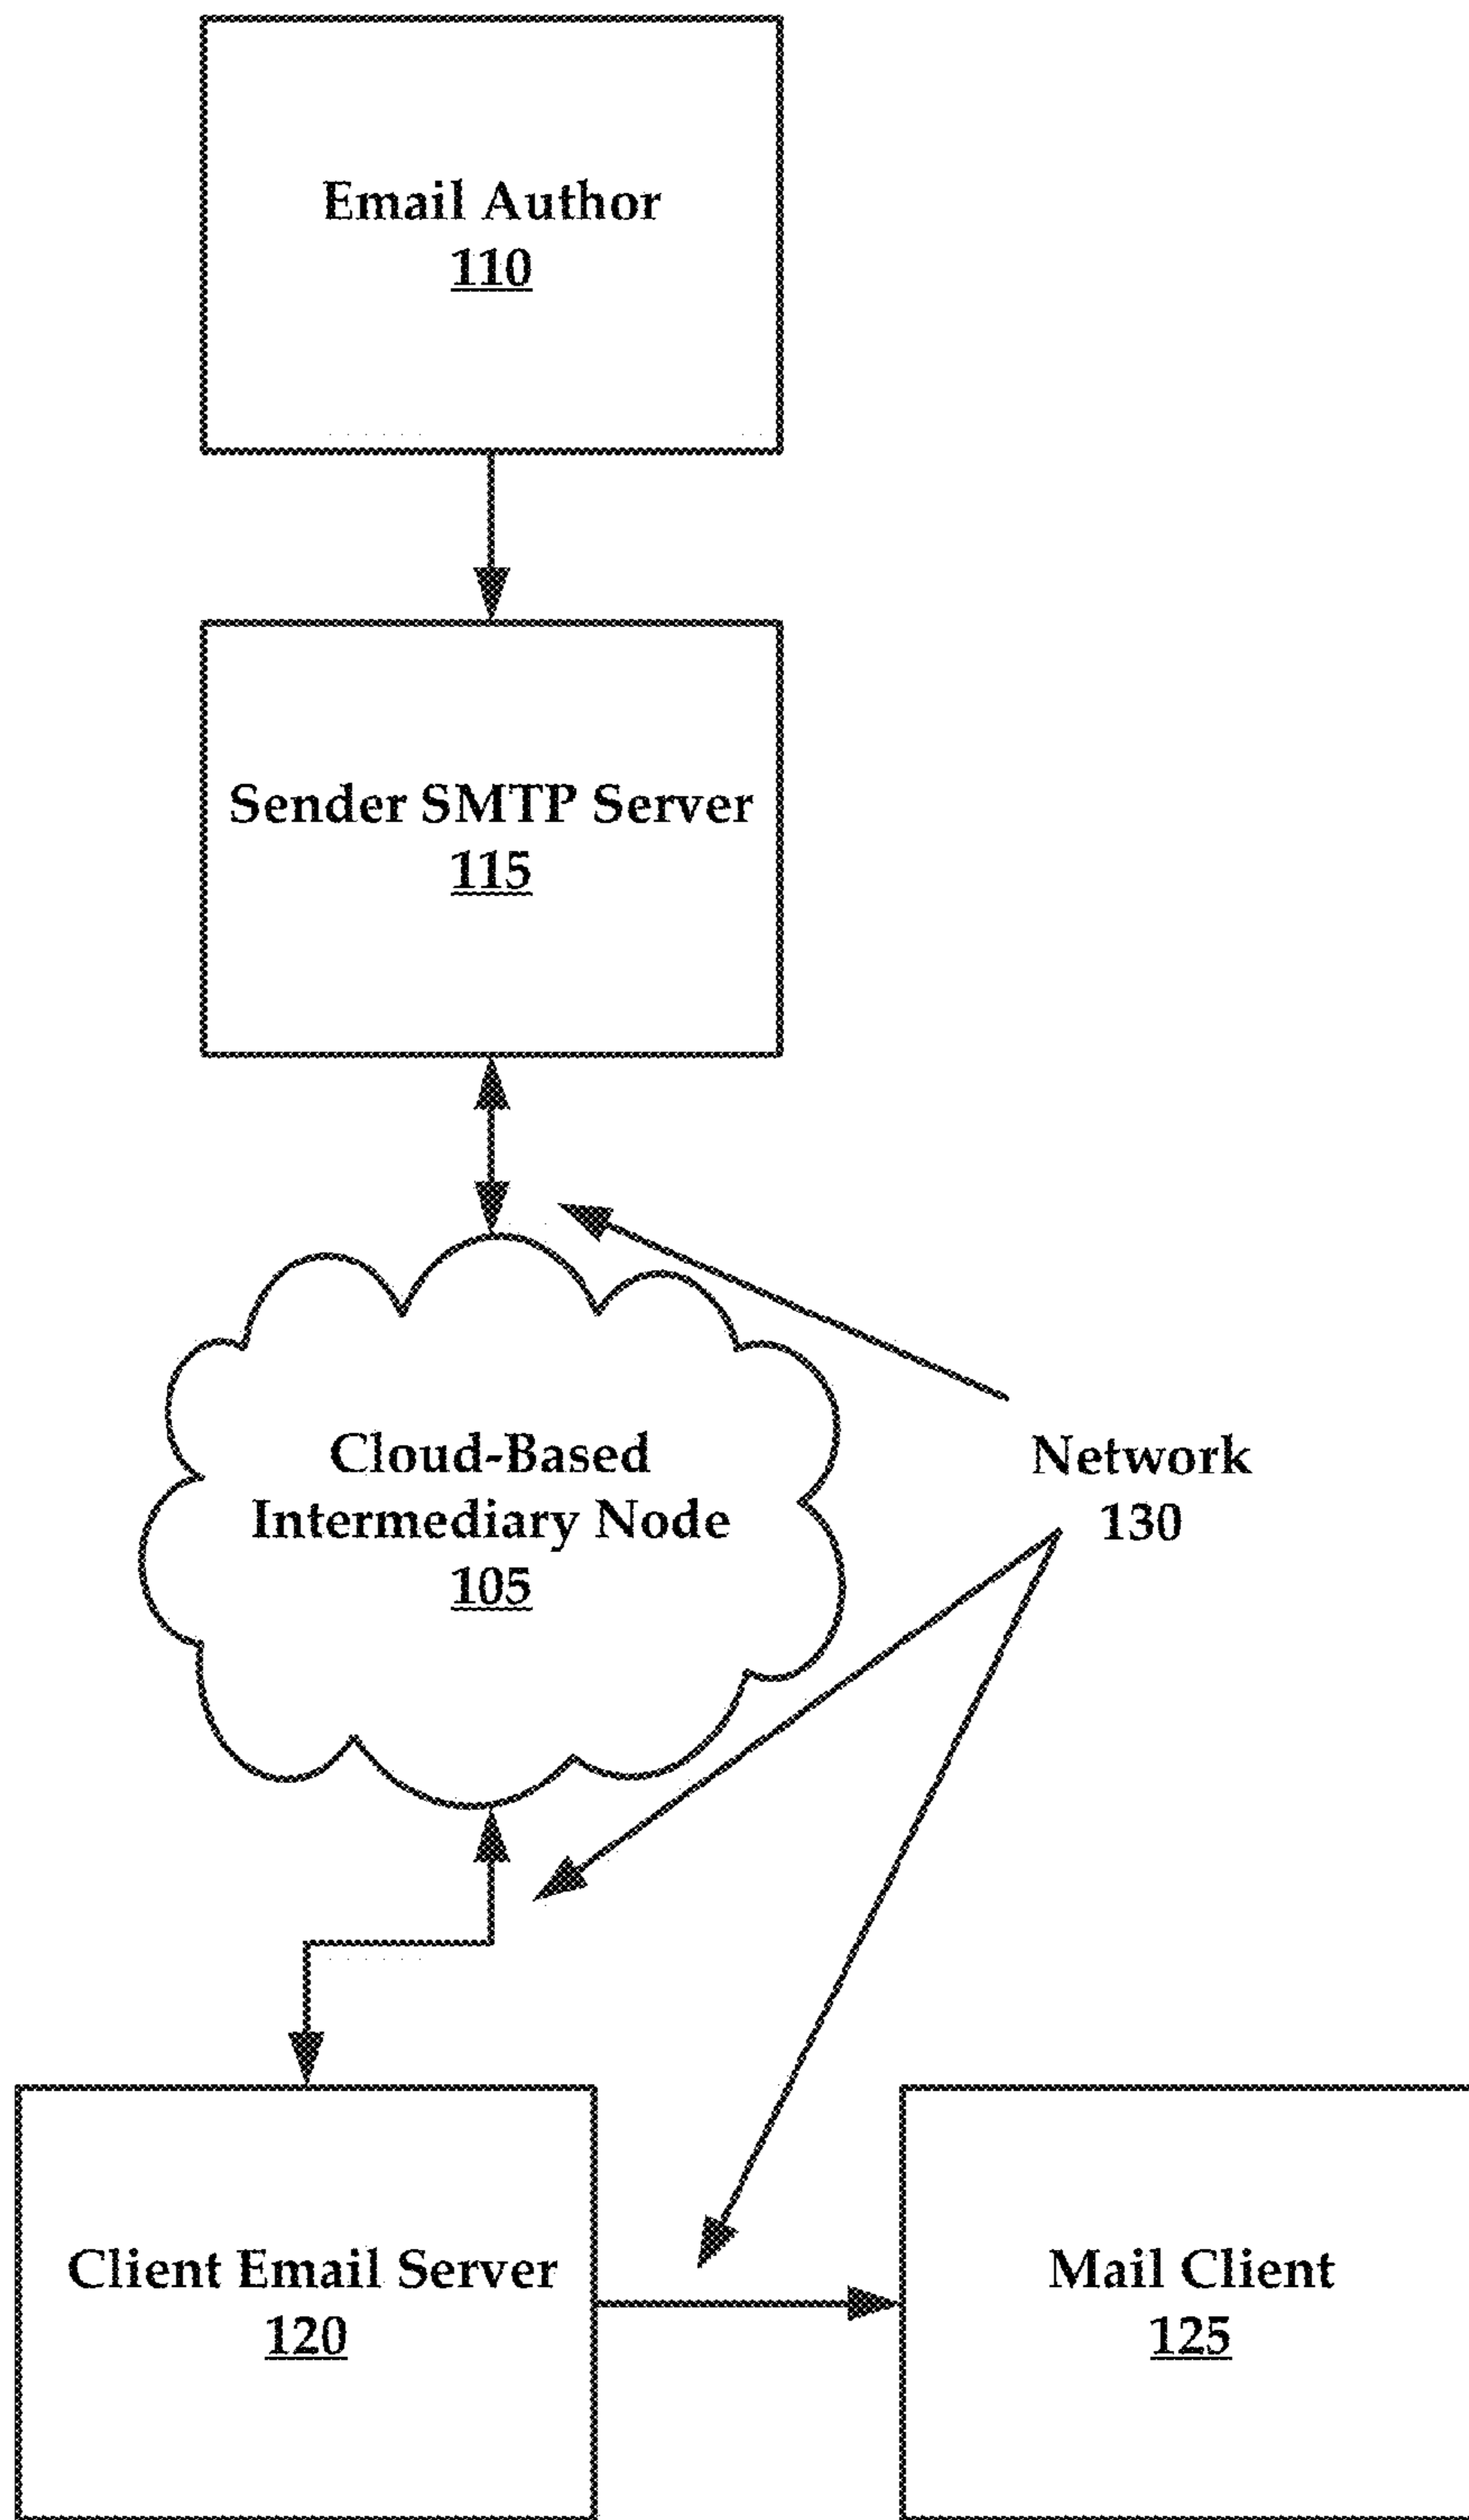 Email Author
110
Sender SMTP Server
115
Cloud-Based
Intermediary Node
105
Network
130
Client Email Server
120
Mail Client
125